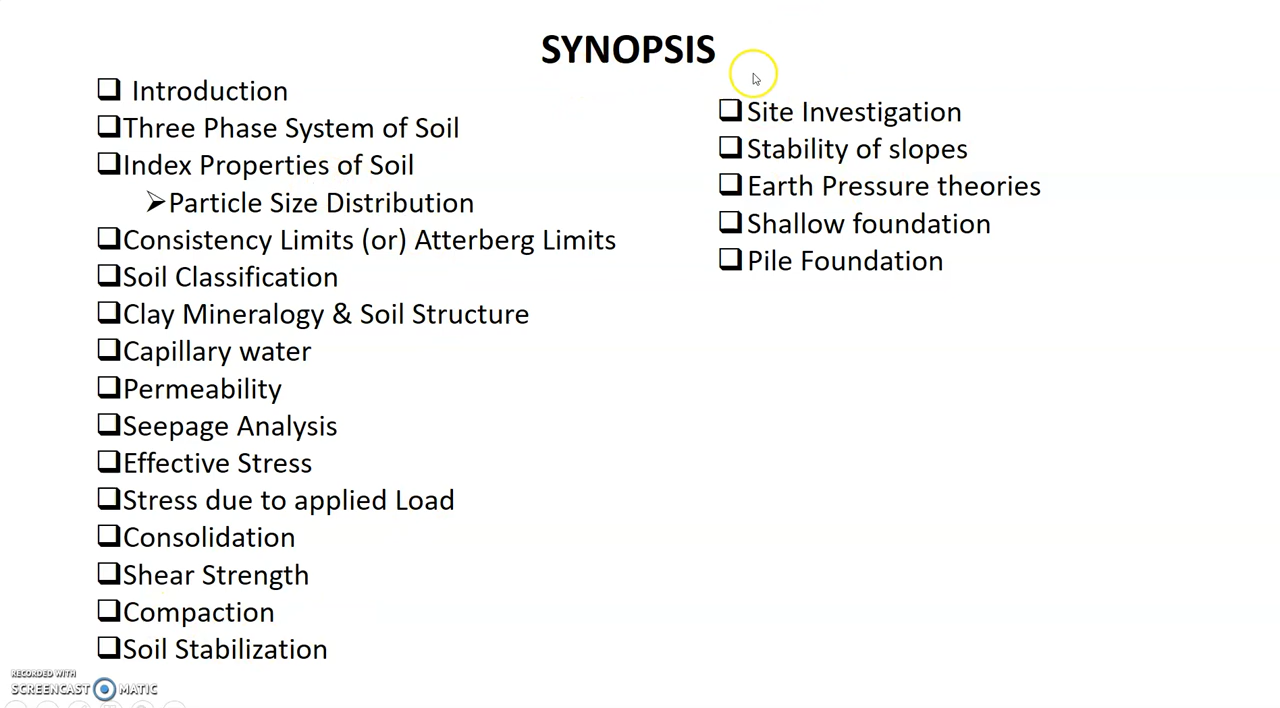 SYNOPSIS
❑ Introduction
❑Three Phase System of Soil
❑Index Properties of Soil
➢Particle Size Distribution
❑Consistency Limits (or) Atterberg Limits
❑Soil Classification
❑Clay Mineralogy & Soil Structure
❑Capillary water
❑Permeability
❑Seepage Analysis
❑Effective Stress
❑Stress due to applied Load
❑Consolidation
❑Shear Strength
❑Compaction
❑Soil Stabilization
❑Site Investigation
❑Stability of slopes
❑Earth Pressure theories
❑Shallow foundation
❑Pile Foundation
RECORDED WITH
SCREENCAST MATIC